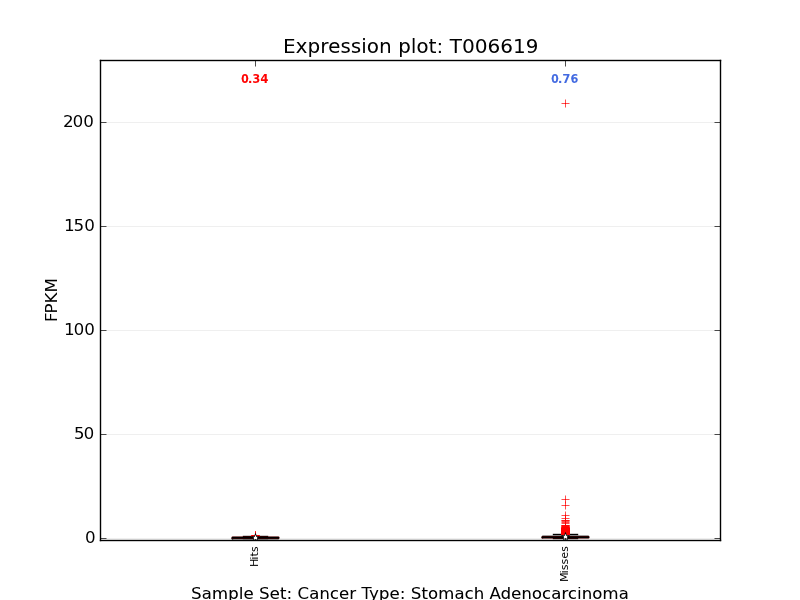 Expression plot: T006619
0.34
0.76
200
150
100
50
0
FPKM
Hits
Misses
Sample Set: Cancer Type: Stomach Adenocarcinoma